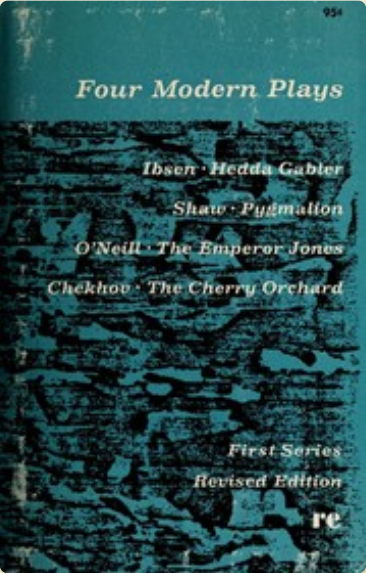 95¢
Four Modern Plays
Ibsen · Hedda Gabler
Shaw · Pygmalion
O'Neill · The Emperor Jones
Chekhov · The Cherry Orchard
First Series
Revised Edition
re